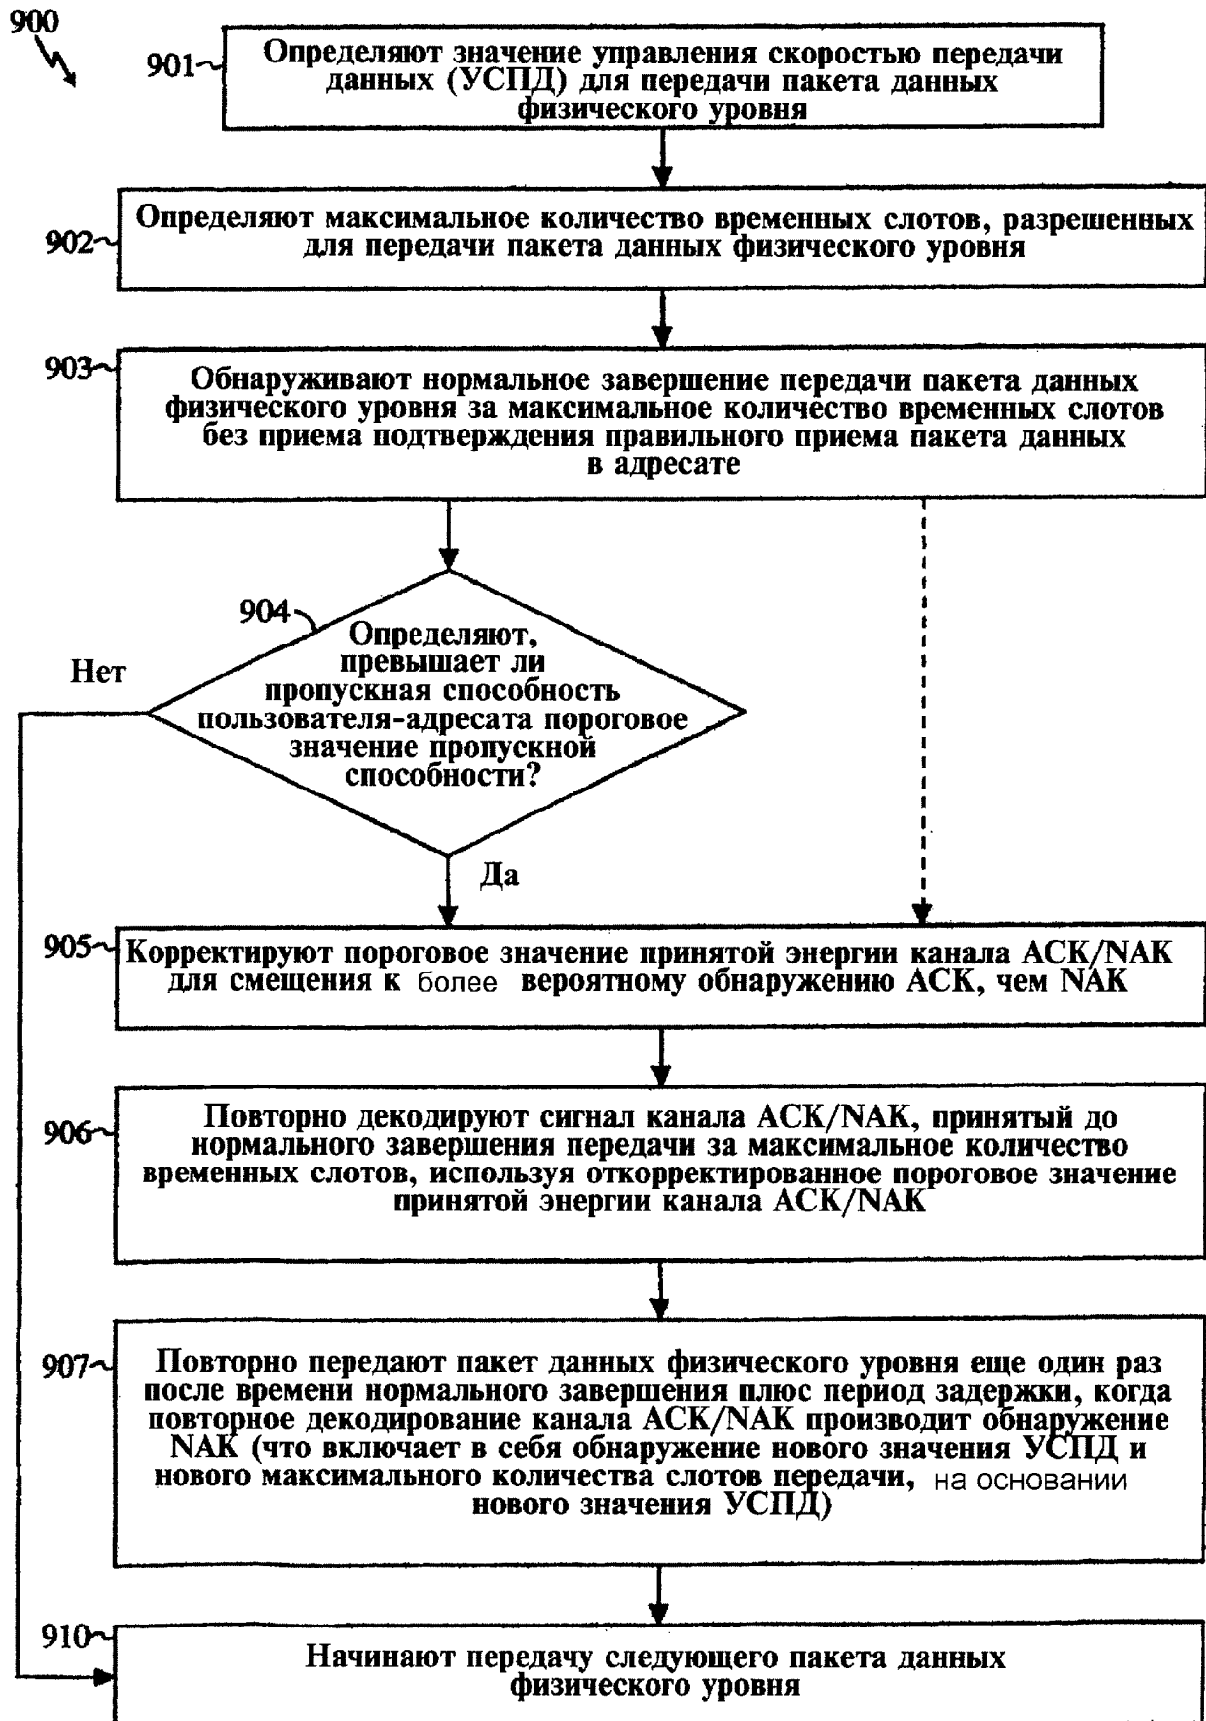 900
901
Определяют значение управления скоростью передачи
данных (УСПД) для передачи пакета данных
физического уровня
902
Определяют максимальное количество временных слотов, разрешенных
для передачи пакета данных физического уровня
903
Обнаруживают нормальное завершение передачи пакета данных
физического уровня за максимальное количество временных слотов
без приема подтверждения правильного приема пакета данных
в адресате
904
Определяют,
превышает ли
пропускная способность
пользователя-адресата пороговое
значение пропускной
способности?
Нет
Да
905
Корректируют пороговое значение принятой энергии канала ACK/NAK
для смещения к более вероятному обнаружению ACK, чем NAK
906
Повторно декодируют сигнал канала ACK/NAK, принятый до
нормального завершения передачи за максимальное количество
временных слотов, используя откорректированное пороговое значение
принятой энергии канала ACK/NAK
907
Повторно передают пакет данных физического уровня еще один раз
после времени нормального завершения плюс период задержки, когда
повторное декодирование канала ACK/NAK производит обнаружение
NAK (что включает в себя обнаружение нового значения УСПД и
нового максимального количества слотов передачи, на основании
нового значения УСПД)
910
Начинают передачу следующего пакета данных
физического уровня